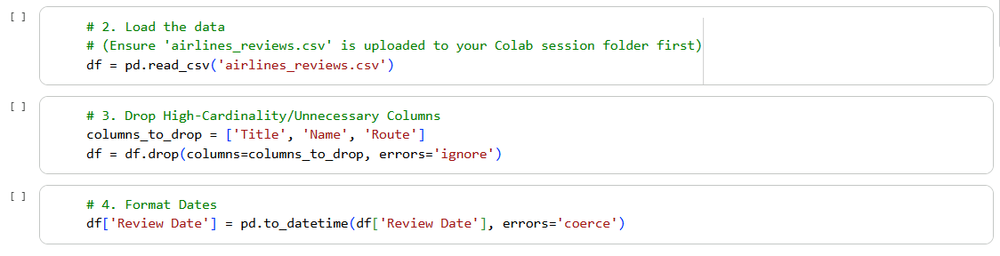 [ ]
# 2. Load the data
# (Ensure 'airlines_reviews.csv' is uploaded to your Colab session folder first)
df = pd.read_csv('airlines_reviews.csv')
[ ]
# 3. Drop High-Cardinality/Unnecessary Columns
columns_to_drop = ['Title', 'Name', 'Route']
df = df.drop(columns=columns_to_drop, errors='ignore')
[ ]
# 4. Format Dates
df['Review Date'] = pd.to_datetime(df['Review Date'], errors='coerce')